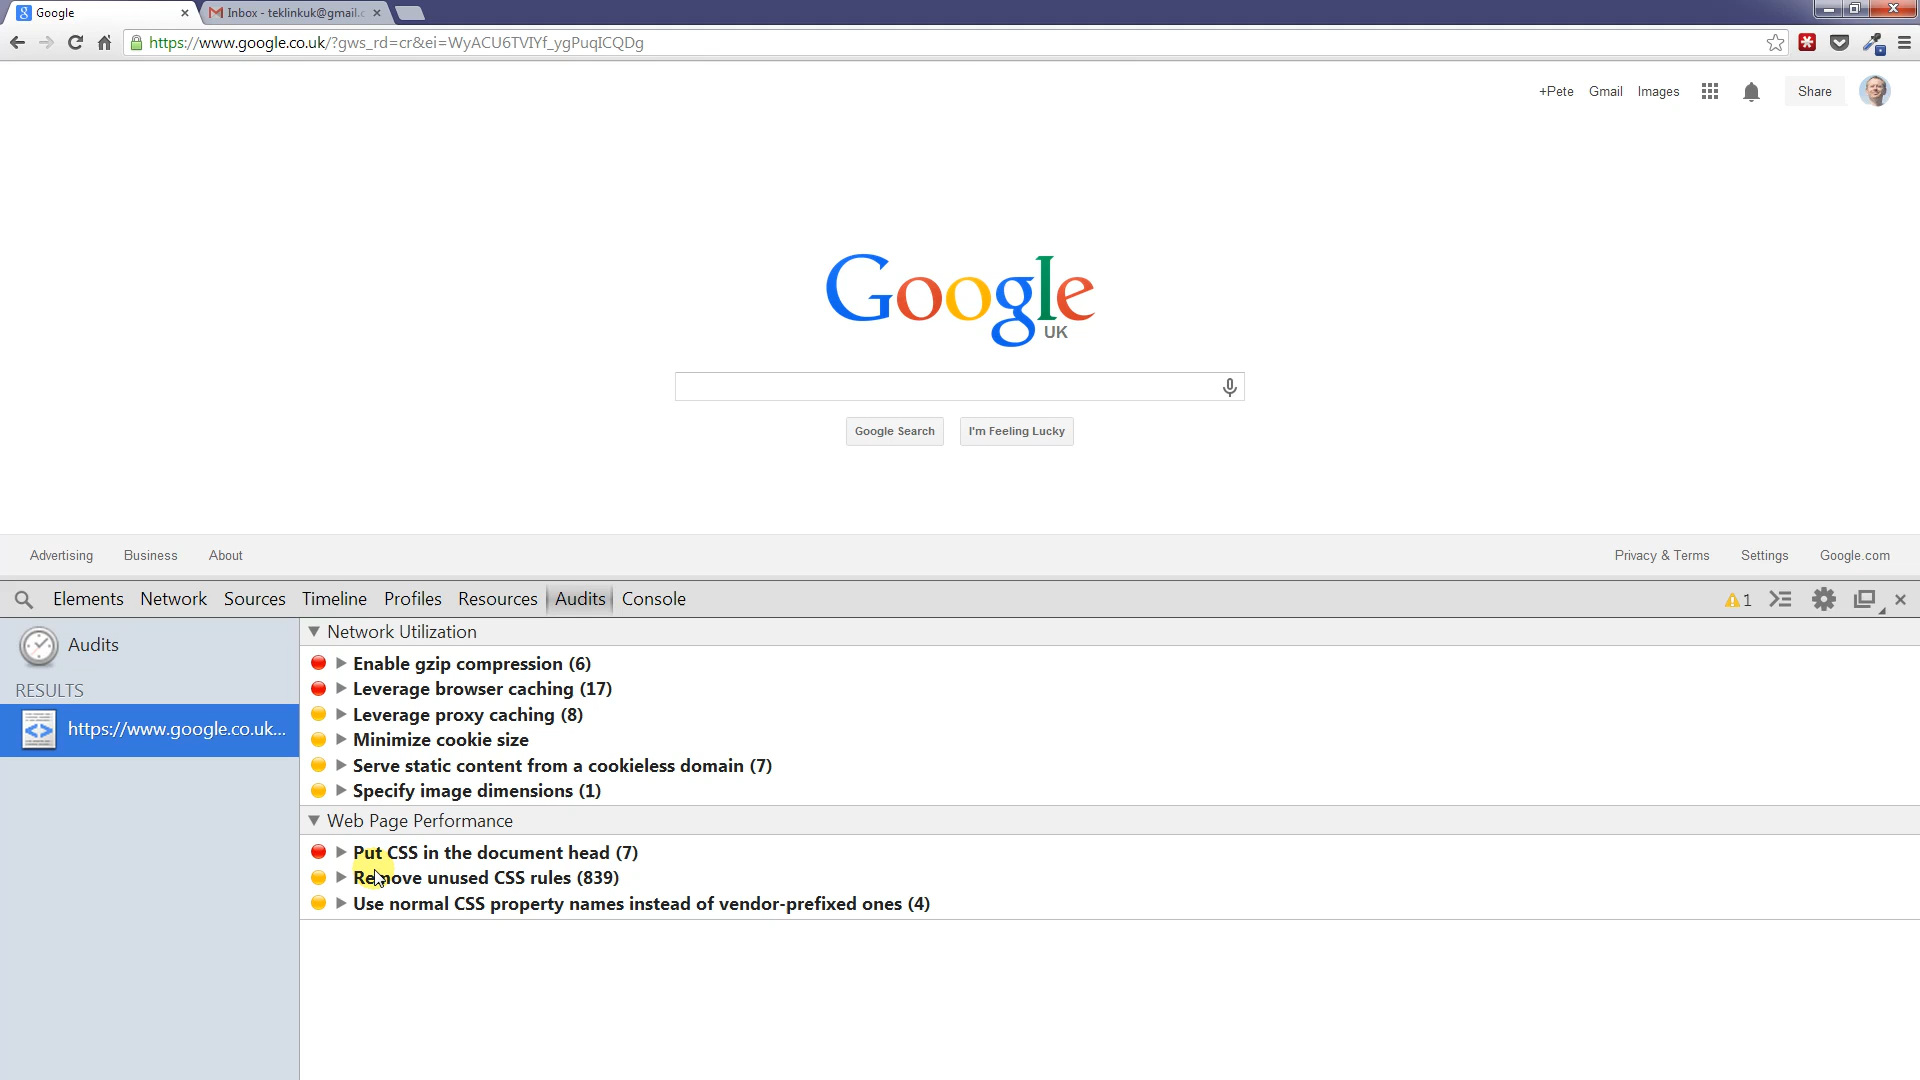 Google
Inbox - teklinkuk@gmail.c
https://www.google.co.uk/?gws_rd=cr&ei=WyACU6TVIYf_ygPuqICQDg
+Pete Gmail Images Share
Google
UK
Google Search I'm Feeling Lucky
Advertising Business About Privacy & Terms Settings Google.com
Elements Network Sources Timeline Profiles Resources Audits Console 1
Audits
RESULTS
https://www.google.co.uk...
Network Utilization
Enable gzip compression (6)
Leverage browser caching (17)
Leverage proxy caching (8)
Minimize cookie size
Serve static content from a cookieless domain (7)
Specify image dimensions (1)
Web Page Performance
Put CSS in the document head (7)
Remove unused CSS rules (839)
Use normal CSS property names instead of vendor-prefixed ones (4)